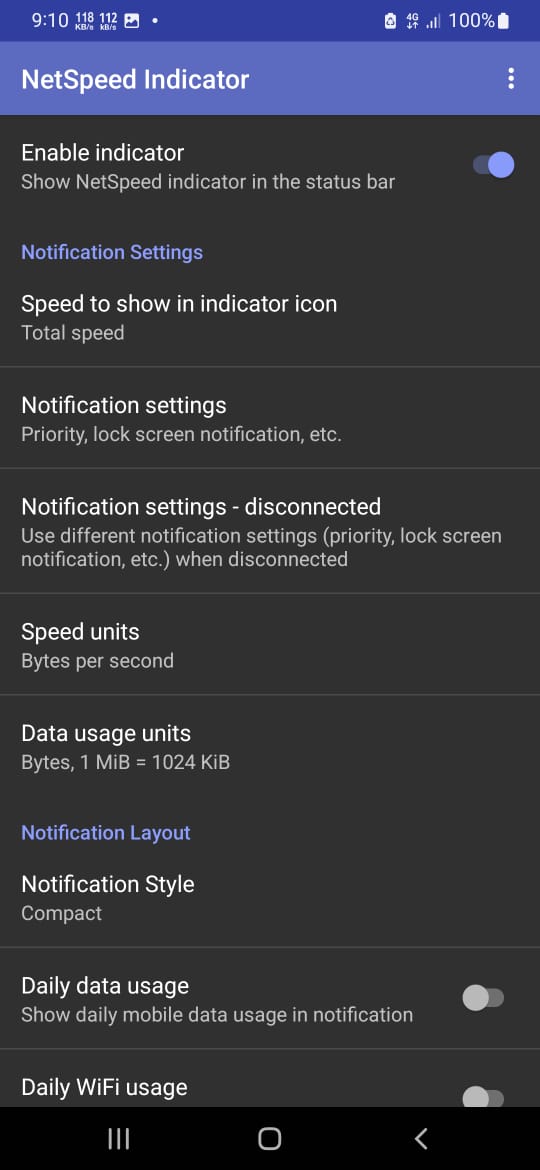 9:10 118 KB/s 112 kB/s 4G 100%
NetSpeed Indicator
Enable indicator
Show NetSpeed indicator in the status bar
Notification Settings
Speed to show in indicator icon
Total speed
Notification settings
Priority, lock screen notification, etc.
Notification settings - disconnected
Use different notification settings (priority, lock screen
notification, etc.) when disconnected
Speed units
Bytes per second
Data usage units
Bytes, 1 MiB = 1024 KiB
Notification Layout
Notification Style
Compact
Daily data usage
Show daily mobile data usage in notification
Daily WiFi usage